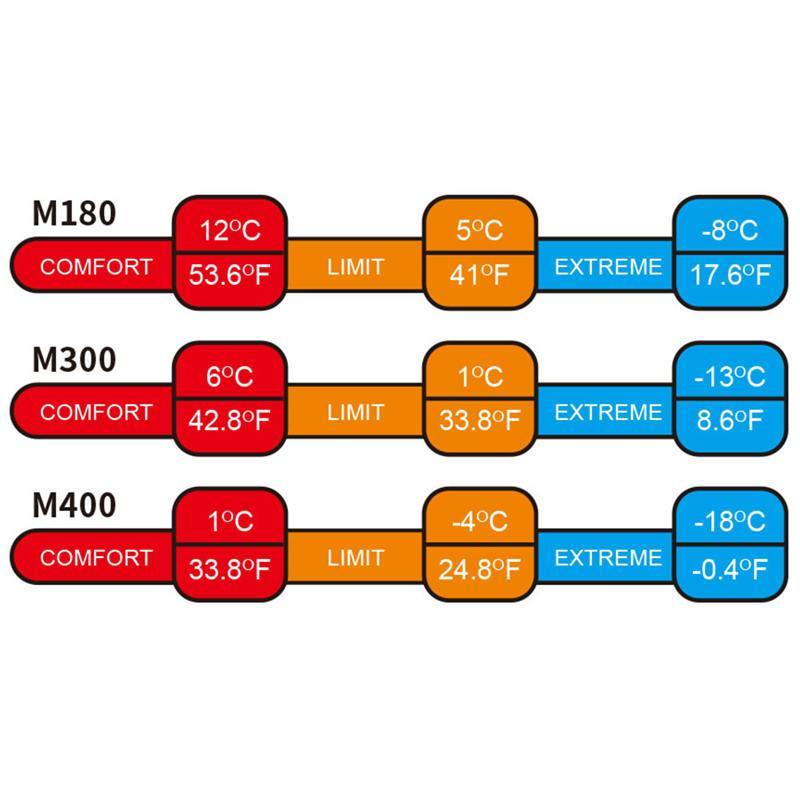 M180
12°C 5°C -8°C
COMFORT 53.6°F LIMIT 41°F EXTREME 17.6°F
M300
6°C 1°C -13°C
COMFORT 42.8°F LIMIT 33.8°F EXTREME 8.6°F
M400
1°C -4°C -18°C
COMFORT 33.8°F LIMIT 24.8°F EXTREME -0.4°F